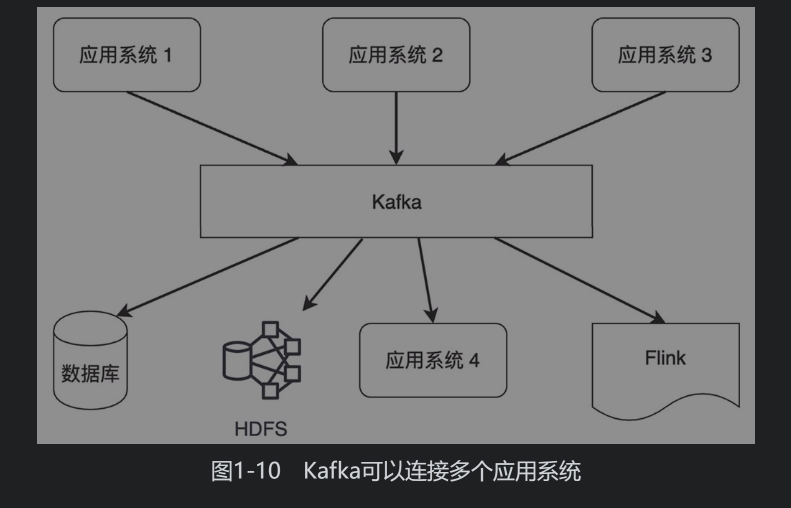 应用系统 1
应用系统 2
应用系统 3
Kafka
数据库
HDFS
应用系统 4
Flink
图1-10 Kafka可以连接多个应用系统